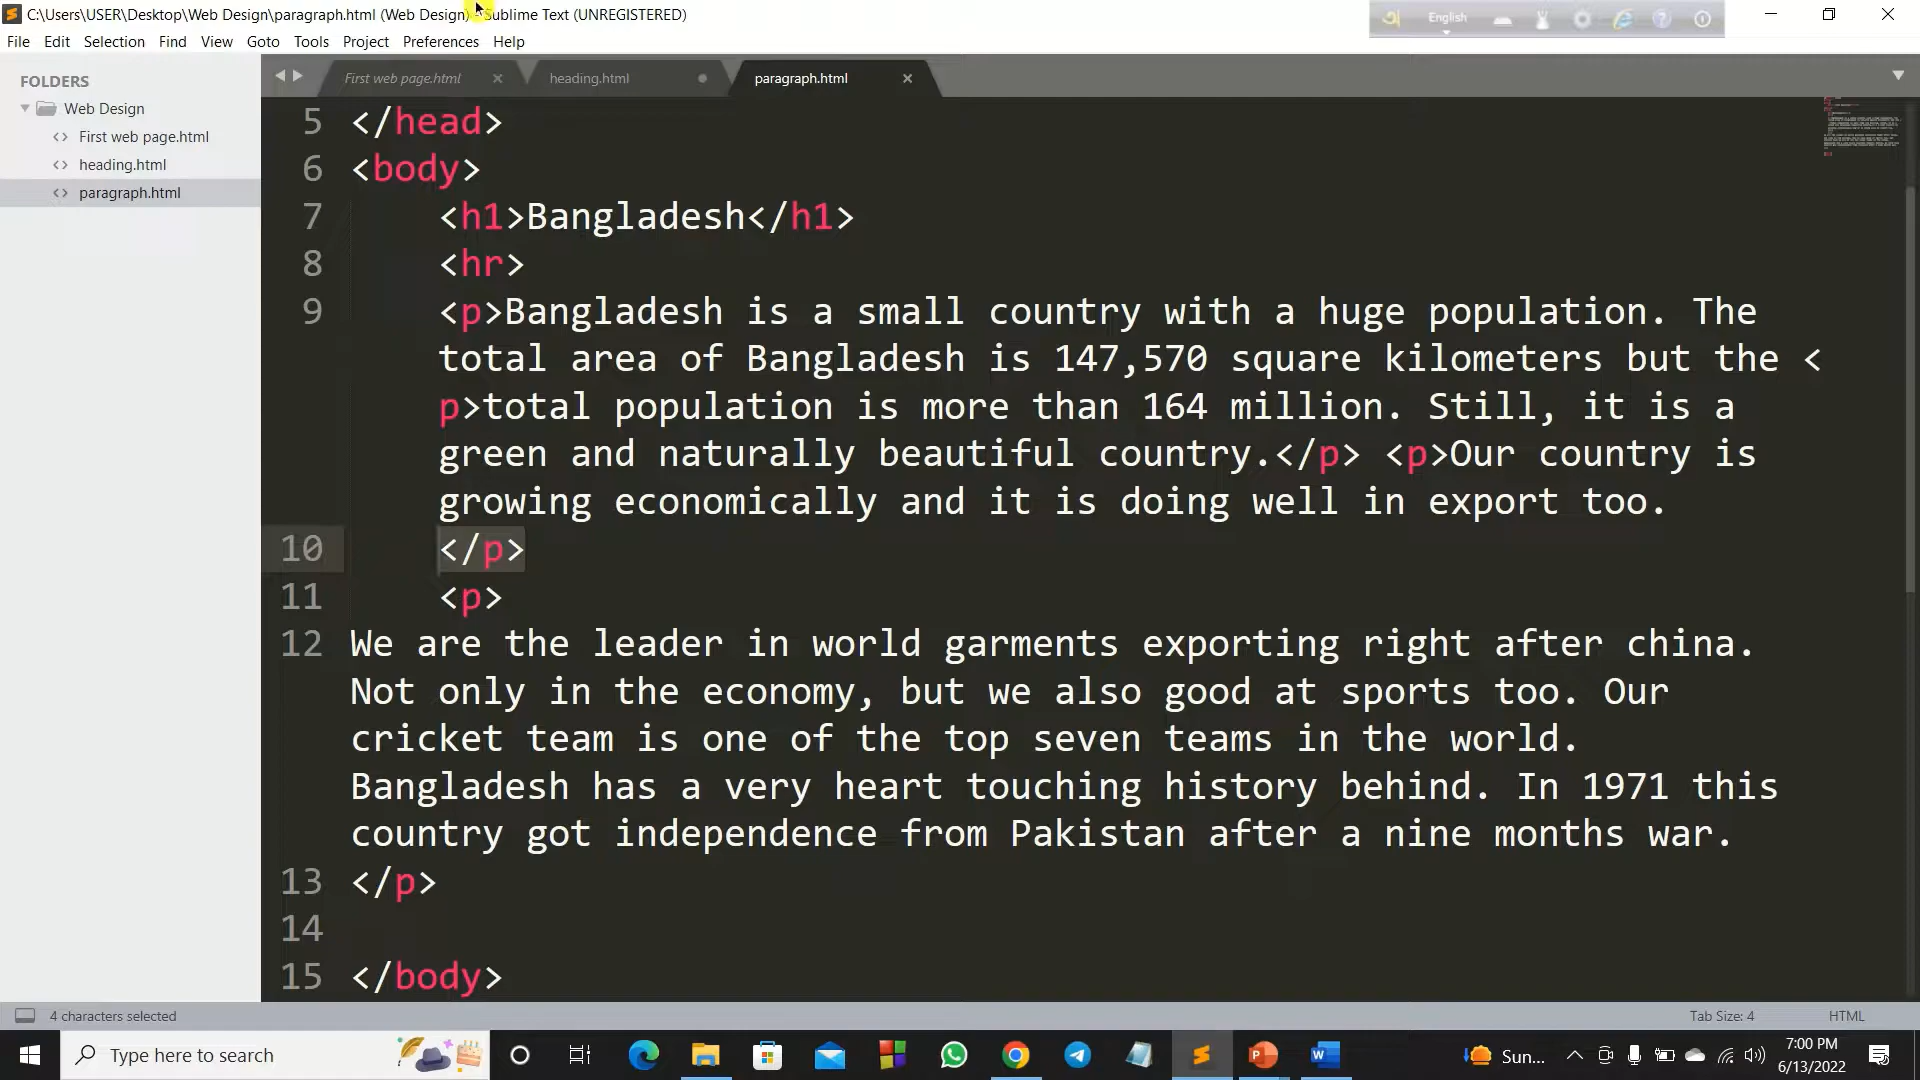 C:\Users\USER\Desktop\Web Design\paragraph.html (Web Design) - Sublime Text (UNREGISTERED)
English
File Edit Selection Find View Goto Tools Project Preferences Help
FOLDERS
Web Design
First web page.html
heading.html
paragraph.html
First web page.html
heading.html
paragraph.html
5 </head>
6 <body>
7 <h1>Bangladesh</h1>
8 <hr>
9 <p>Bangladesh is a small country with a huge population. The
total area of Bangladesh is 147,570 square kilometers but the <
p>total population is more than 164 million. Still, it is a
green and naturally beautiful country.</p> <p>Our country is
growing economically and it is doing well in export too.
10 </p>
11 <p>
12 We are the leader in world garments exporting right after china.
Not only in the economy, but we also good at sports too. Our
cricket team is one of the top seven teams in the world.
Bangladesh has a very heart touching history behind. In 1971 this
country got independence from Pakistan after a nine months war.
13 </p>
14
15 </body>
4 characters selected
Tab Size: 4
HTML
Type here to search
Sun...
7:00 PM
6/13/2022